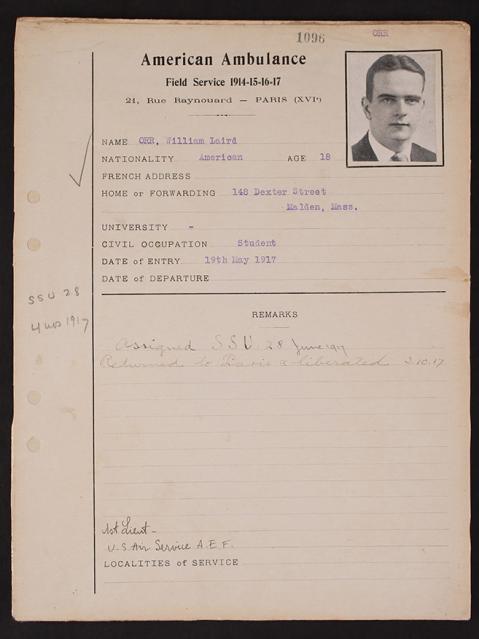 1096
ORR
American Ambulance
Field Service 1914-15-16-17
21, Rue Raynouard — PARIS (XVIe)
NAME ORR, William Laird
NATIONALITY American AGE 18
FRENCH ADDRESS
HOME or FORWARDING 148 Dexter Street
Malden, Mass.
UNIVERSITY -
CIVIL OCCUPATION Student
DATE of ENTRY 19th May 1917
DATE of DEPARTURE
SSU 28
1917
REMARKS
Assigned SSU 28 June 1917
Returned to Paris & liberated 2.10.17
1st Lieut-
U.S. Air Service A.E.F.
LOCALITIES of SERVICE